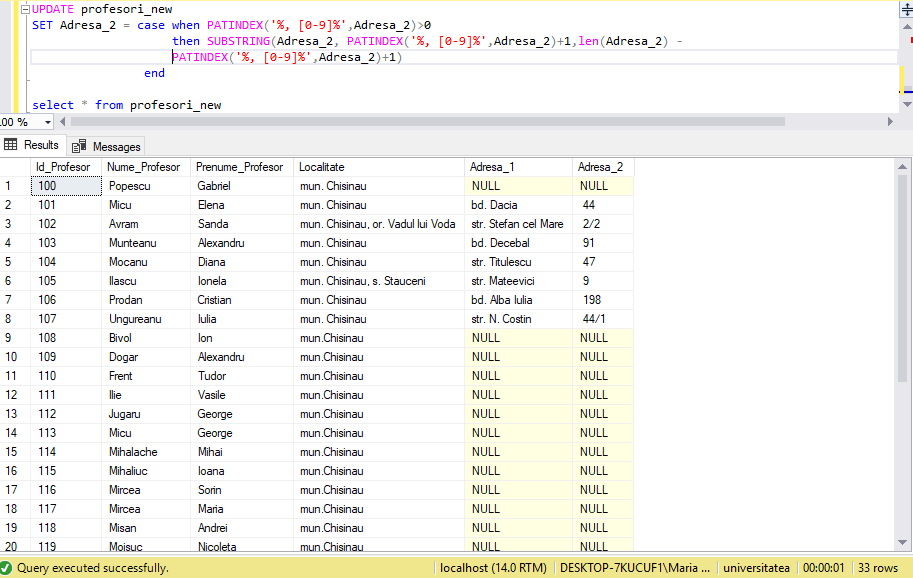 UPDATE profesori_new
SET Adresa_2 = case when PATINDEX('%, [0-9]%',Adresa_2)>0
then SUBSTRING(Adresa_2, PATINDEX('%, [0-9]%',Adresa_2)+1,len(Adresa_2) -
PATINDEX('%, [0-9]%',Adresa_2)+1)
end
select * from profesori_new
.00 %
Results Messages
Id_Profesor Nume_Profesor Prenume_Profesor Localitate Adresa_1 Adresa_2
1 100 Popescu Gabriel mun. Chisinau NULL NULL
2 101 Micu Elena mun. Chisinau bd. Dacia 44
3 102 Avram Sanda mun. Chisinau, or. Vadul lui Voda str. Stefan cel Mare 2/2
4 103 Munteanu Alexandru mun. Chisinau bd. Decebal 91
5 104 Mocanu Diana mun. Chisinau str. Titulescu 47
6 105 Ilascu Ionela mun. Chisinau, s. Stauceni str. Mateevici 9
7 106 Prodan Cristian mun. Chisinau bd. Alba Iulia 198
8 107 Ungureanu Iulia mun. Chisinau str. N. Costin 44/1
9 108 Bivol Ion mun.Chisinau NULL NULL
10 109 Dogar Alexandru mun.Chisinau NULL NULL
11 110 Frent Tudor mun.Chisinau NULL NULL
12 111 Ilie Vasile mun.Chisinau NULL NULL
13 112 Jugaru George mun.Chisinau NULL NULL
14 113 Micu George mun.Chisinau NULL NULL
15 114 Mihalache Mihai mun.Chisinau NULL NULL
16 115 Mihaliuc Ioana mun.Chisinau NULL NULL
17 116 Mircea Sorin mun.Chisinau NULL NULL
18 117 Mircea Maria mun.Chisinau NULL NULL
19 118 Misan Andrei mun.Chisinau NULL NULL
20 119 Moisuc Nicoleta mun.Chisinau NULL NULL
Query executed successfully. localhost (14.0 RTM) DESKTOP-7KUCUF1\Maria ... universitatea 00:00:01 33 rows